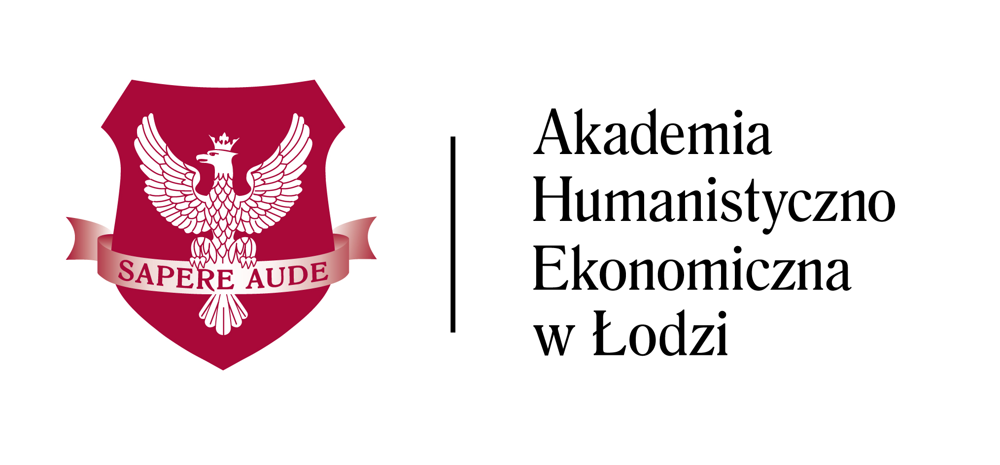 SAPERE AUDE
Akademia
Humanistyczno
Ekonomiczna
w Łodzi